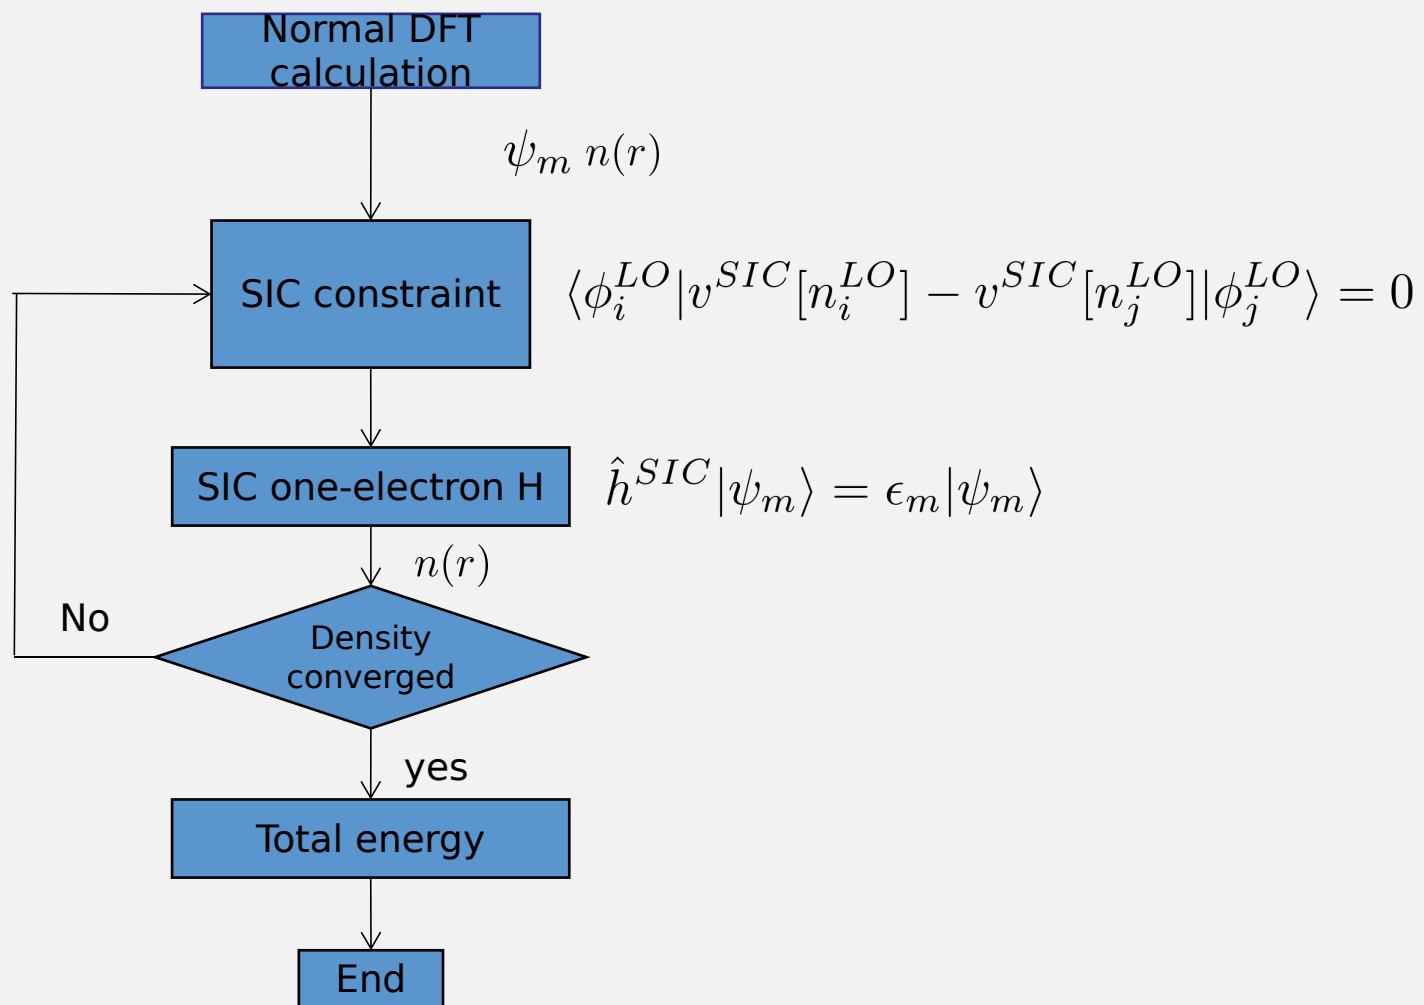 Normal DFT
calculation
ψ_m n(r)
SIC constraint
⟨ϕ_i^{LO}|v^{SIC}[n_i^{LO}] − v^{SIC}[n_j^{LO}]|ϕ_j^{LO}⟩ = 0
SIC one-electron H
ĥ^{SIC}|ψ_m⟩ = ϵ_m|ψ_m⟩
n(r)
No
Density
converged
yes
Total energy
End